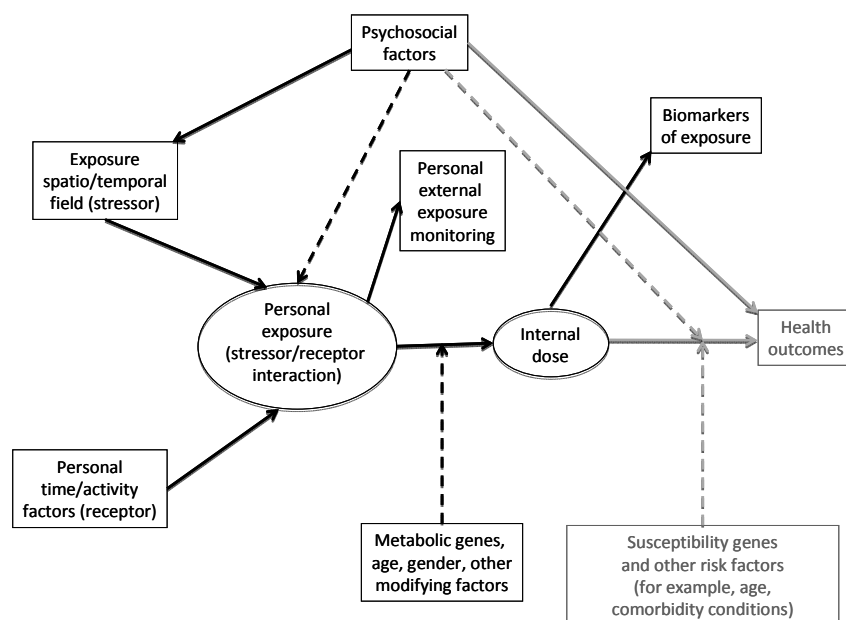 Psychosocial
factors
Biomarkers
of exposure
Exposure
spatio/temporal
field (stressor)
Personal
external
exposure
monitoring
Personal
exposure
(stressor/receptor
interaction)
Internal
dose
Health
outcomes
Personal
time/activity
factors (receptor)
Metabolic genes,
age, gender, other
modifying factors
Susceptibility genes
and other risk factors
(for example, age,
comorbidity conditions)